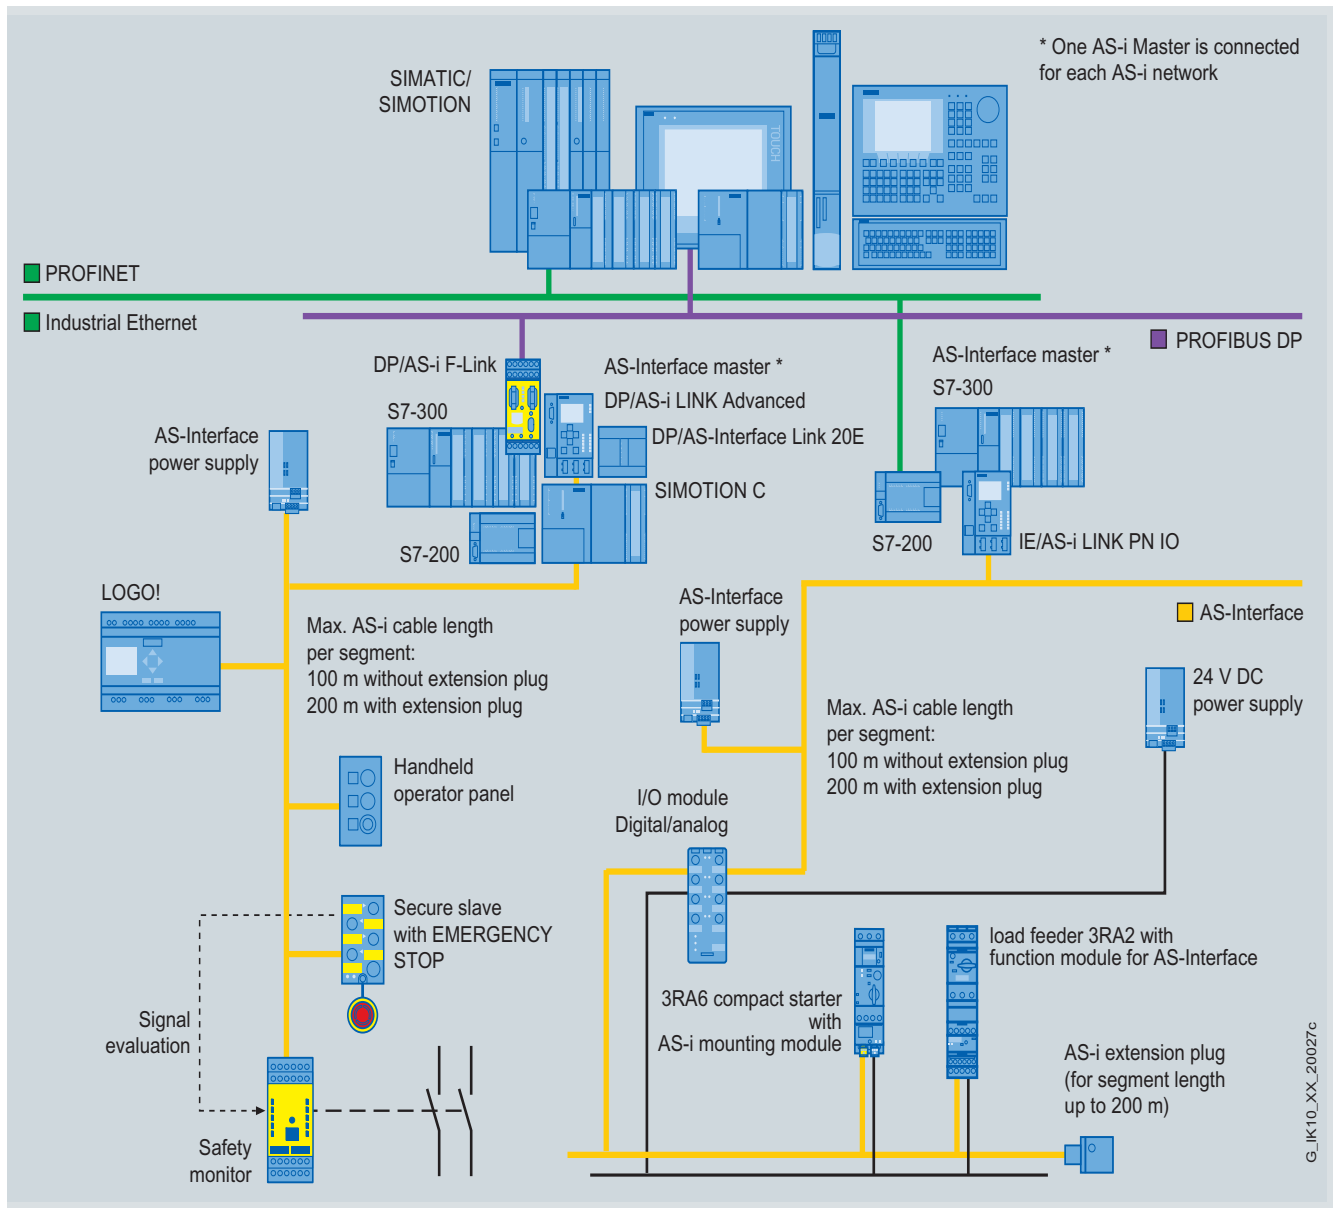 * One AS-i Master is connected
for each AS-i network
SIMATIC/
SIMOTION
TOUCH
PROFINET
Industrial Ethernet
PROFIBUS DP
DP/AS-i F-Link
AS-Interface master *
DP/AS-i LINK Advanced
DP/AS-Interface Link 20E
S7-300
SIMOTION C
S7-200
AS-Interface
power supply
AS-Interface master *
S7-300
S7-200
IE/AS-i LINK PN IO
LOGO!
AS-Interface
Max. AS-i cable length
per segment:
100 m without extension plug
200 m with extension plug
AS-Interface
power supply
24 V DC
power supply
Max. AS-i cable length
per segment:
100 m without extension plug
200 m with extension plug
Handheld
operator panel
I/O module
Digital/analog
Secure slave
with EMERGENCY
STOP
load feeder 3RA2 with
function module for AS-Interface
3RA6 compact starter
with
AS-i mounting module
Signal
evaluation
AS-i extension plug
(for segment length
up to 200 m)
Safety
monitor
G_IK10_XX_20027c